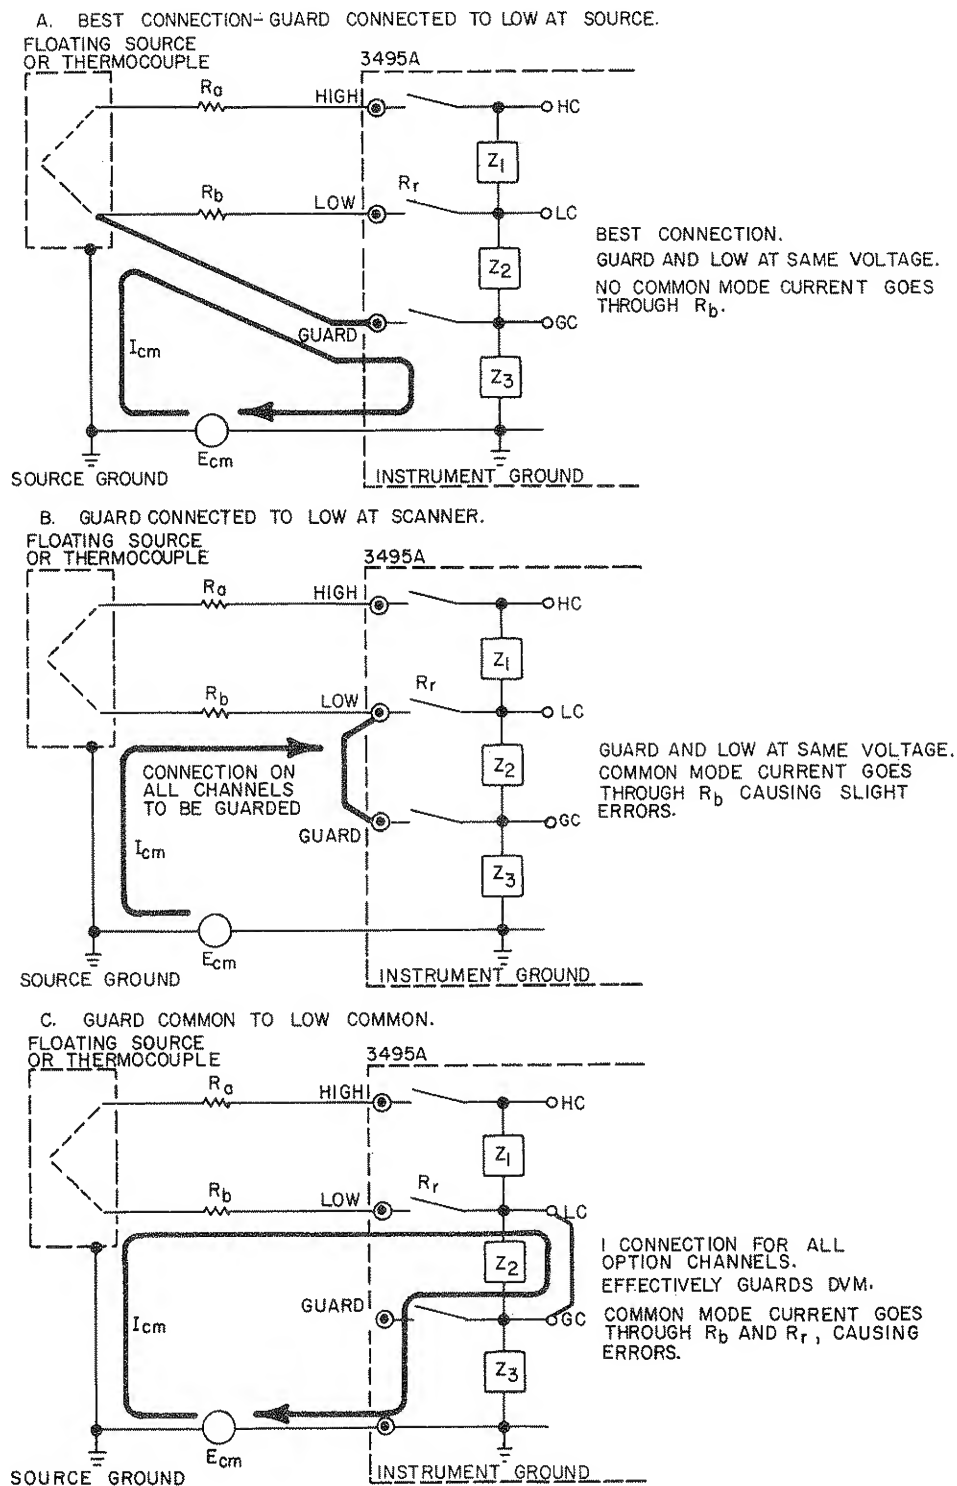 A. BEST CONNECTION-GUARD CONNECTED TO LOW AT SOURCE.
FLOATING SOURCE
OR THERMOCOUPLE
3495A
Ra
HIGH
HC
Z1
Rb
LOW
Rr
LC
Z2
BEST CONNECTION.
GUARD AND LOW AT SAME VOLTAGE.
NO COMMON MODE CURRENT GOES
THROUGH Rb.
GUARD
GC
Icm
Z3
Ecm
SOURCE GROUND
INSTRUMENT GROUND
B. GUARD CONNECTED TO LOW AT SCANNER.
FLOATING SOURCE
OR THERMOCOUPLE
3495A
Ra
HIGH
HC
Z1
Rb
LOW
Rr
LC
Z2
CONNECTION ON
ALL CHANNELS
TO BE GUARDED
GUARD AND LOW AT SAME VOLTAGE.
COMMON MODE CURRENT GOES
THROUGH Rb CAUSING SLIGHT
ERRORS.
GUARD
GC
Icm
Z3
Ecm
SOURCE GROUND
INSTRUMENT GROUND
C. GUARD COMMON TO LOW COMMON.
FLOATING SOURCE
OR THERMOCOUPLE
3495A
Ra
HIGH
HC
Z1
Rb
LOW
Rr
LC
Z2
1 CONNECTION FOR ALL
OPTION CHANNELS.
EFFECTIVELY GUARDS DVM.
COMMON MODE CURRENT GOES
THROUGH Rb AND Rr, CAUSING
ERRORS.
GUARD
GC
Icm
Z3
Ecm
SOURCE GROUND
INSTRUMENT GROUND